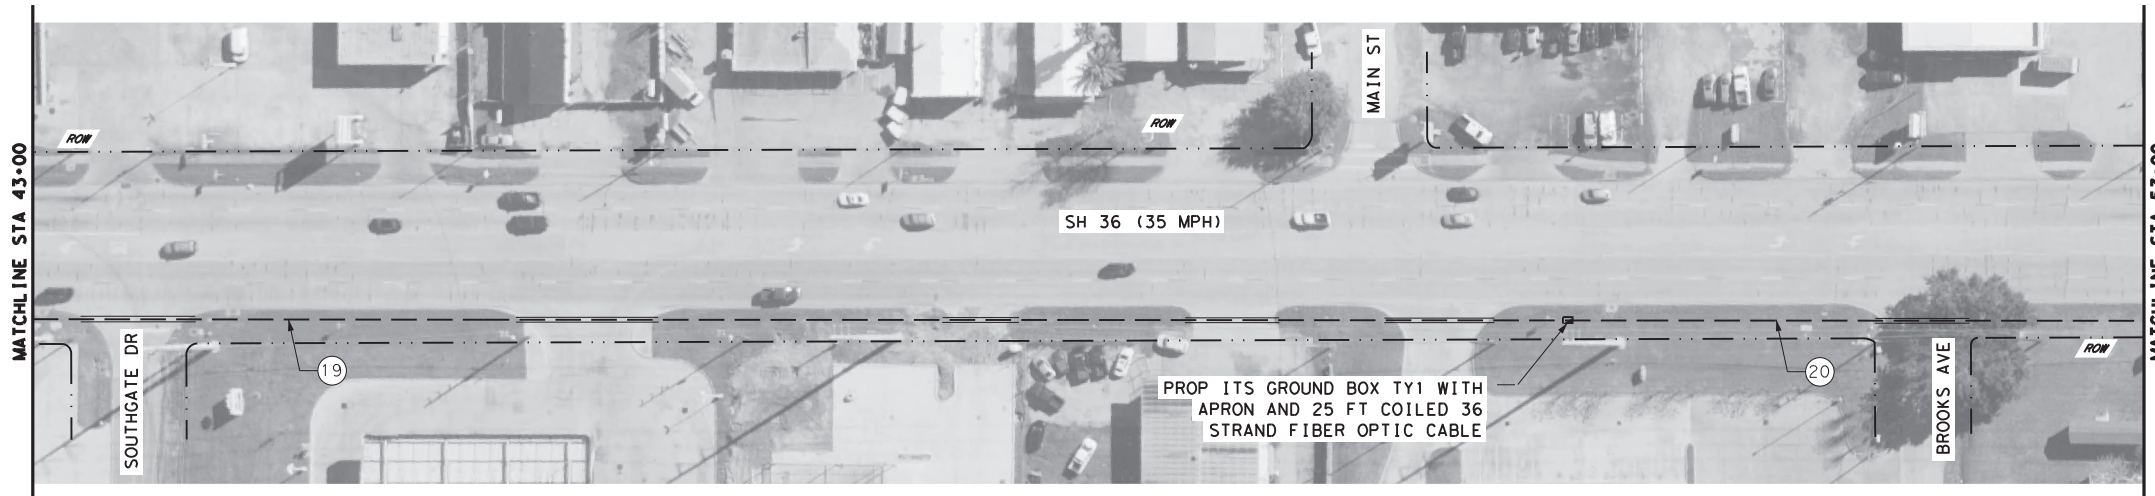 MATCHLINE STA 43+00
ROW
ROW
MAIN ST
SH 36 (35 MPH)
SOUTHGATE DR
19
PROP ITS GROUND BOX TY1 WITH
APRON AND 25 FT COILED 36
STRAND FIBER OPTIC CABLE
20
BROOKS AVE
ROW